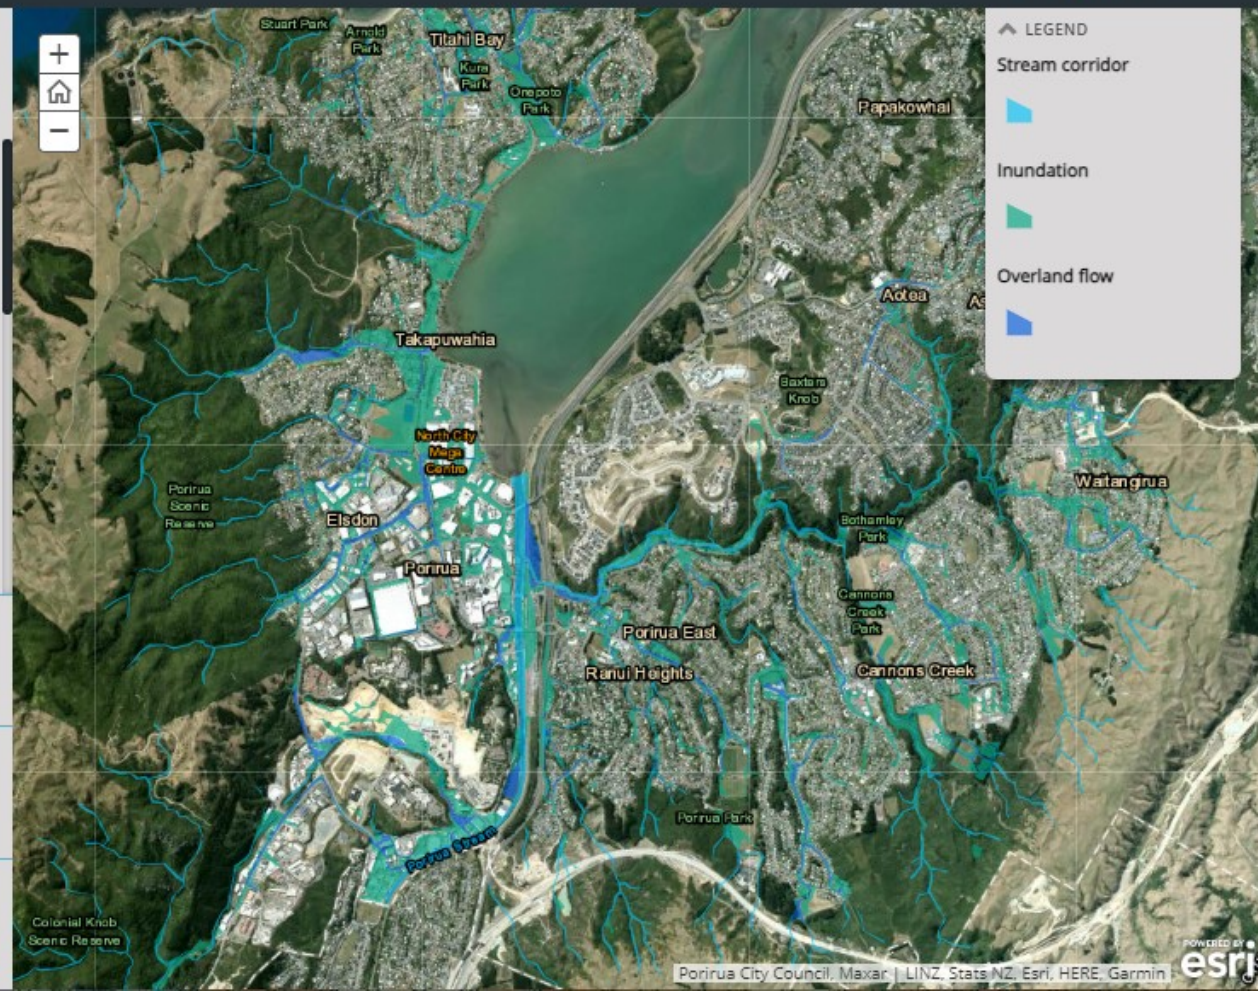 +
−
Stuart Park
Arnold
Park
Titahi Bay
Kura
Park
Onepoto
Park
Papakowhai
LEGEND
Stream corridor
Inundation
Overland flow
Aotea
As
Takapuwahia
Baxters
Knob
North City
Mega
Centre
Waitangirua
Porirua
Scenic
Reserve
Elsdon
Bothamley
Park
Porirua
Cannons
Creek
Park
Porirua East
Ranui Heights
Cannons Creek
Porirua Park
Porirua Stream
Colonial Knob
Scenic Reserve
POWERED BY
esri
Porirua City Council, Maxar | LINZ, Stats NZ, Esri, HERE, Garmin